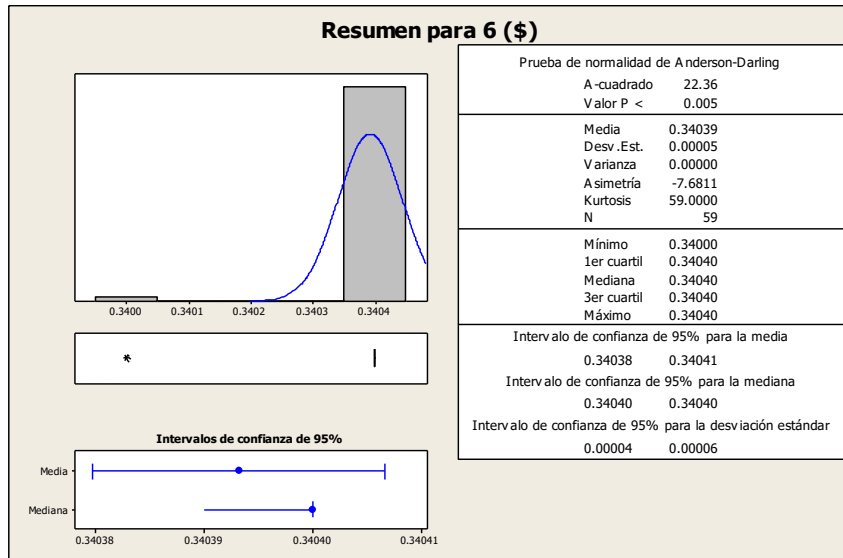 Resumen para 6 ($)
0.3400 0.3401 0.3402 0.3403 0.3404
Intervalos de confianza de 95%
Media
Mediana
0.34038 0.34039 0.34040 0.34041
Prueba de normalidad de Anderson-Darling
A-cuadrado 22.36
Valor P < 0.005
Media 0.34039
Desv.Est. 0.00005
Varianza 0.00000
Asimetría -7.6811
Kurtosis 59.0000
N 59
Mínimo 0.34000
1er cuartil 0.34040
Mediana 0.34040
3er cuartil 0.34040
Máximo 0.34040
Intervalo de confianza de 95% para la media
0.34038 0.34041
Intervalo de confianza de 95% para la mediana
0.34040 0.34040
Intervalo de confianza de 95% para la desviación estándar
0.00004 0.00006